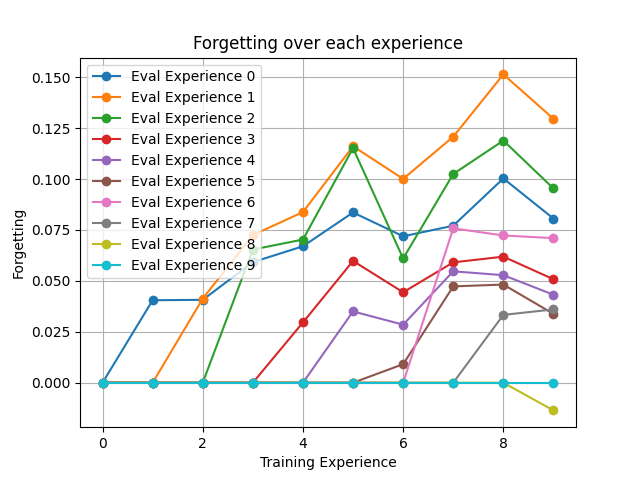 Forgetting over each experience
Eval Experience 0
Eval Experience 1
Eval Experience 2
Eval Experience 3
Eval Experience 4
Eval Experience 5
Eval Experience 6
Eval Experience 7
Eval Experience 8
Eval Experience 9
0.150
0.125
0.100
0.075
0.050
0.025
0.000
Forgetting
0 2 4 6 8
Training Experience